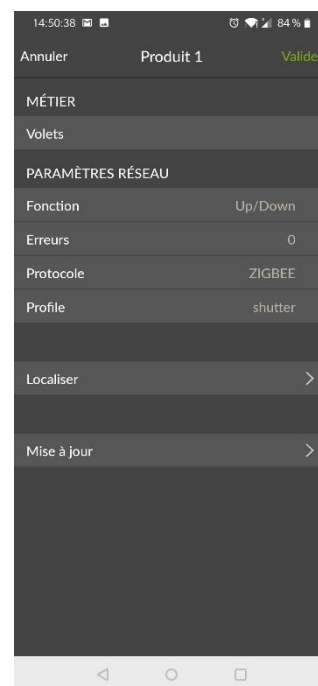 14:50:38 84 %
Annuler Produit 1 Valide
MÉTIER
Volets
PARAMÈTRES RÉSEAU
Fonction Up/Down
Erreurs 0
Protocole ZIGBEE
Profile shutter
Localiser
Mise à jour